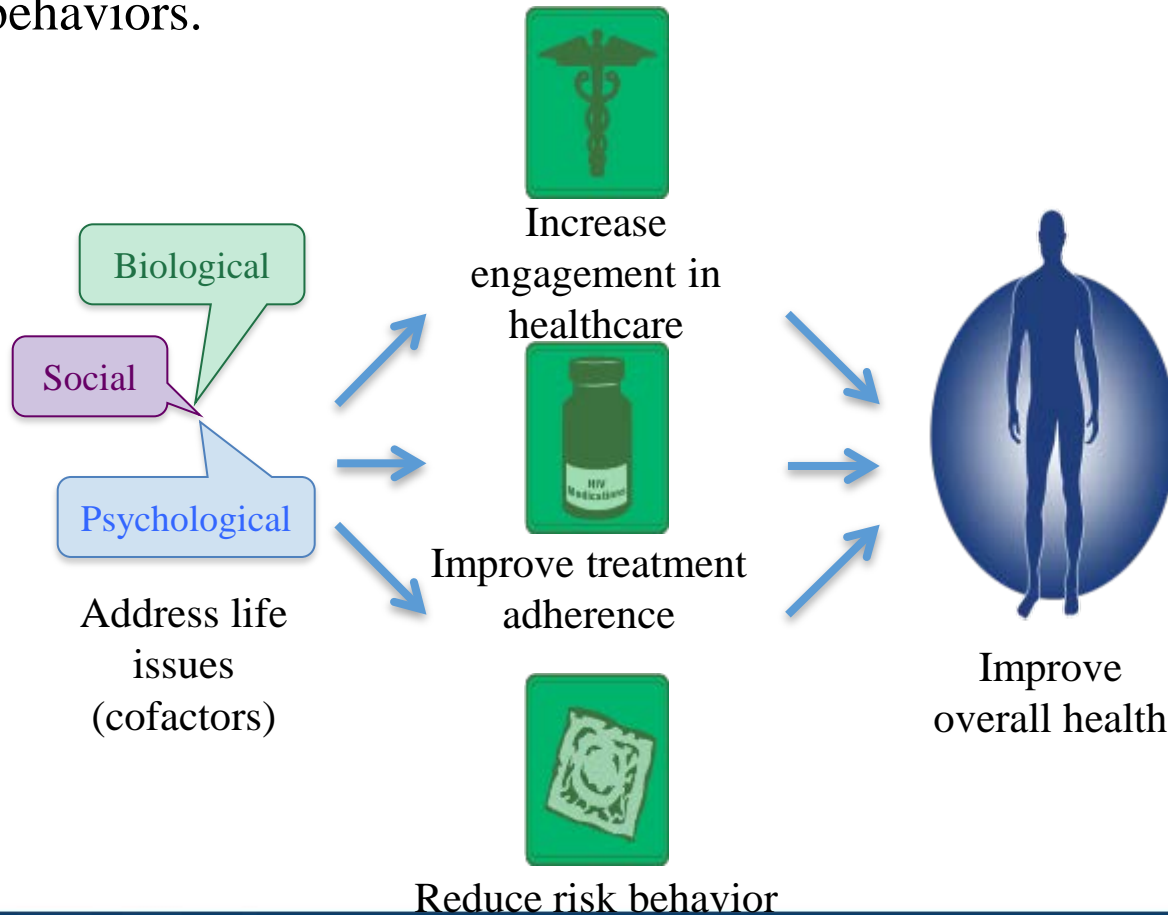 behaviors.
Biological
Social
Psychological
Address life
issues
(cofactors)
Increase
engagement in
healthcare
HIV
Medications
Improve treatment
adherence
Reduce risk behavior
Improve
overall health